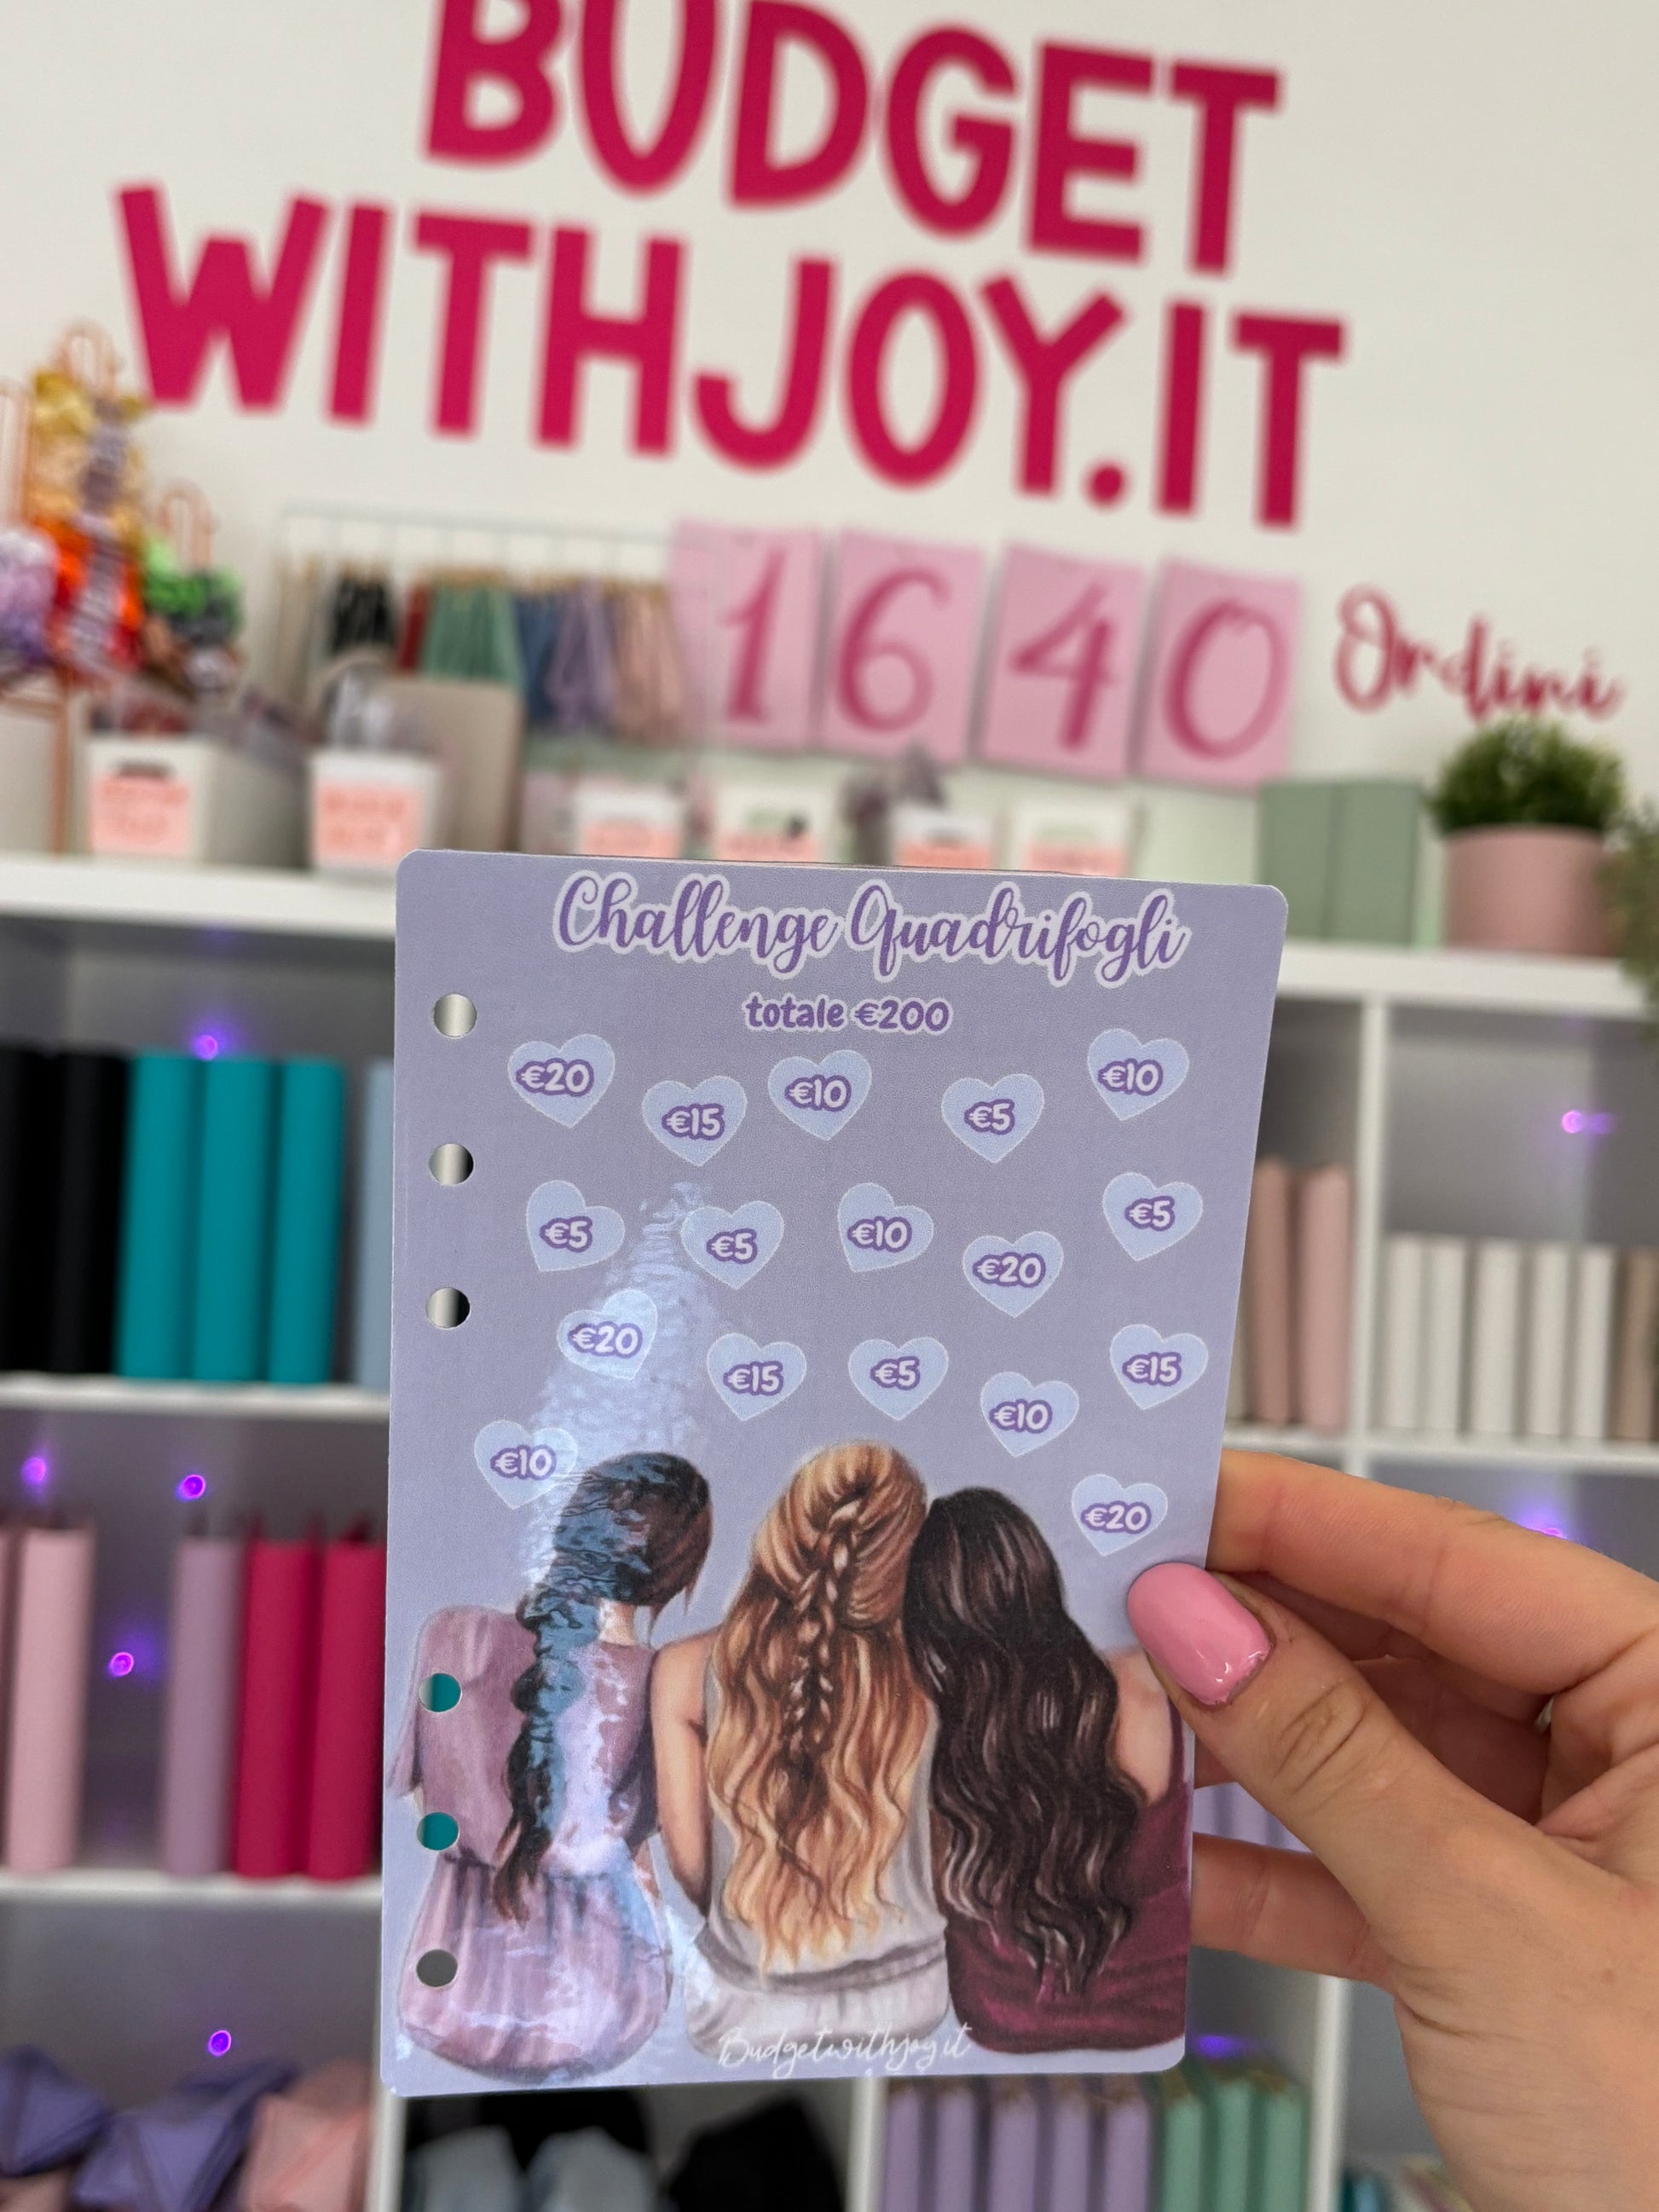 BUDGET
WITHJOY.IT
1640 Ordini
Challenge Quadrifogli
totale €200
€20 €15 €10 €5 €10
€5 €5 €10 €20 €5
€20 €15 €5 €10 €15
€10 €20
Budgetwithjoy.it